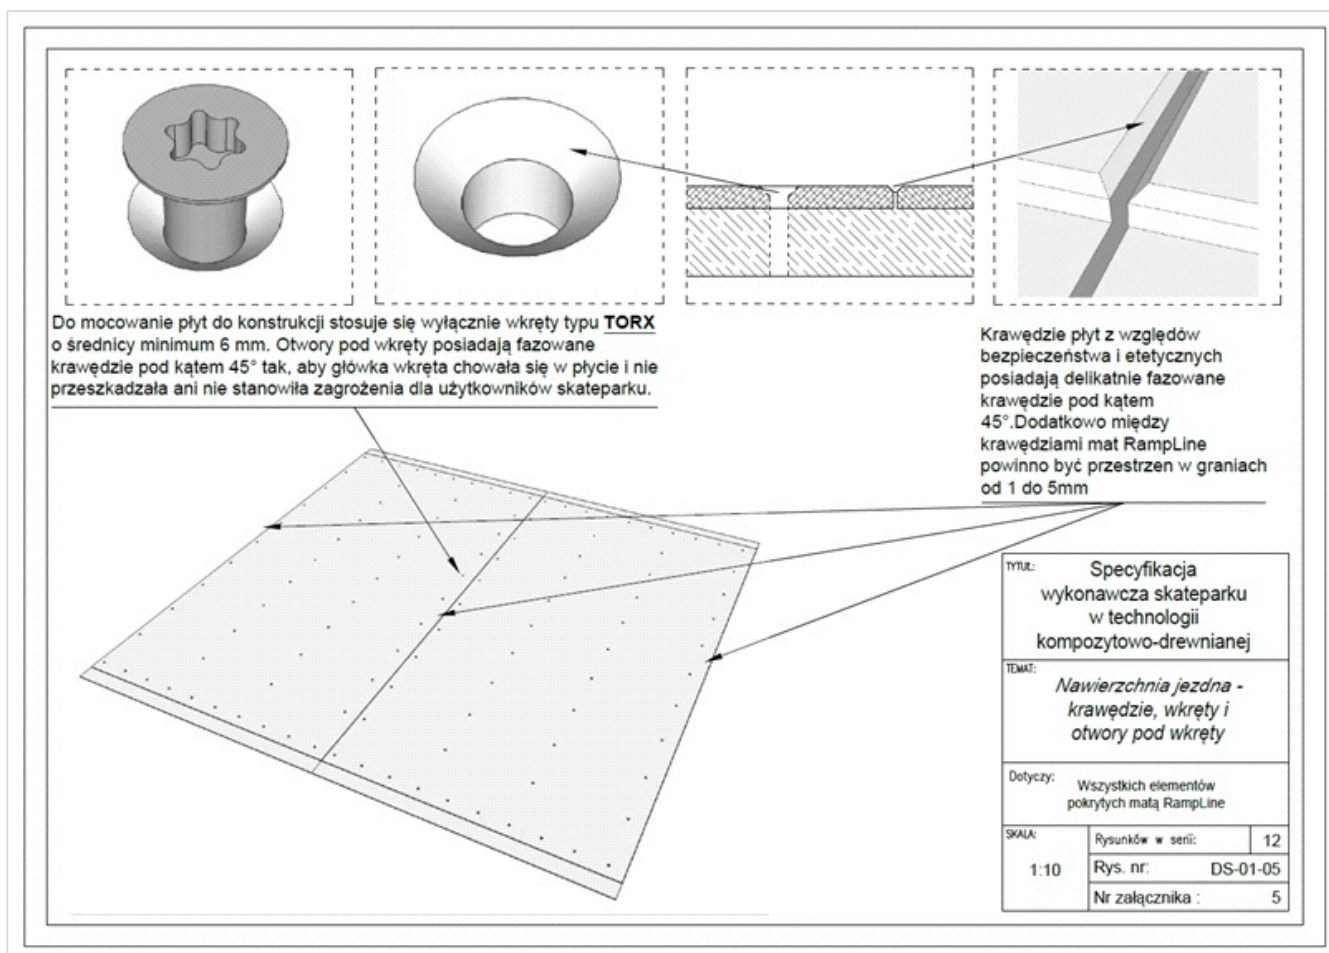 Do mocowanie płyt do konstrukcji stosuje się wyłącznie wkręty typu TORX
o średnicy minimum 6 mm. Otwory pod wkręty posiadają fazowane
krawędzie pod kątem 45° tak, aby główka wkręta chowała się w płycie i nie
przeszkadzała ani nie stanowiła zagrożenia dla użytkowników skateparku.
Krawędzie płyt z względów
bezpieczeństwa i etetycznych
posiadają delikatnie fazowane
krawędzie pod kątem
45°.Dodatkowo między
krawędziami mat RampLine
powinno być przestrzen w graniach
od 1 do 5mm
TYTUŁ:
Specyfikacja
wykonawcza skateparku
w technologii
kompozytowo-drewnianej
TEMAT:
Nawierzchnia jezdna -
krawędzie, wkręty i
otwory pod wkręty
Dotyczy:
Wszystkich elementów
pokrytych matą RampLine
SKALA:
1:10
Rysunków w serii: 12
Rys. nr: DS-01-05
Nr załącznika : 5